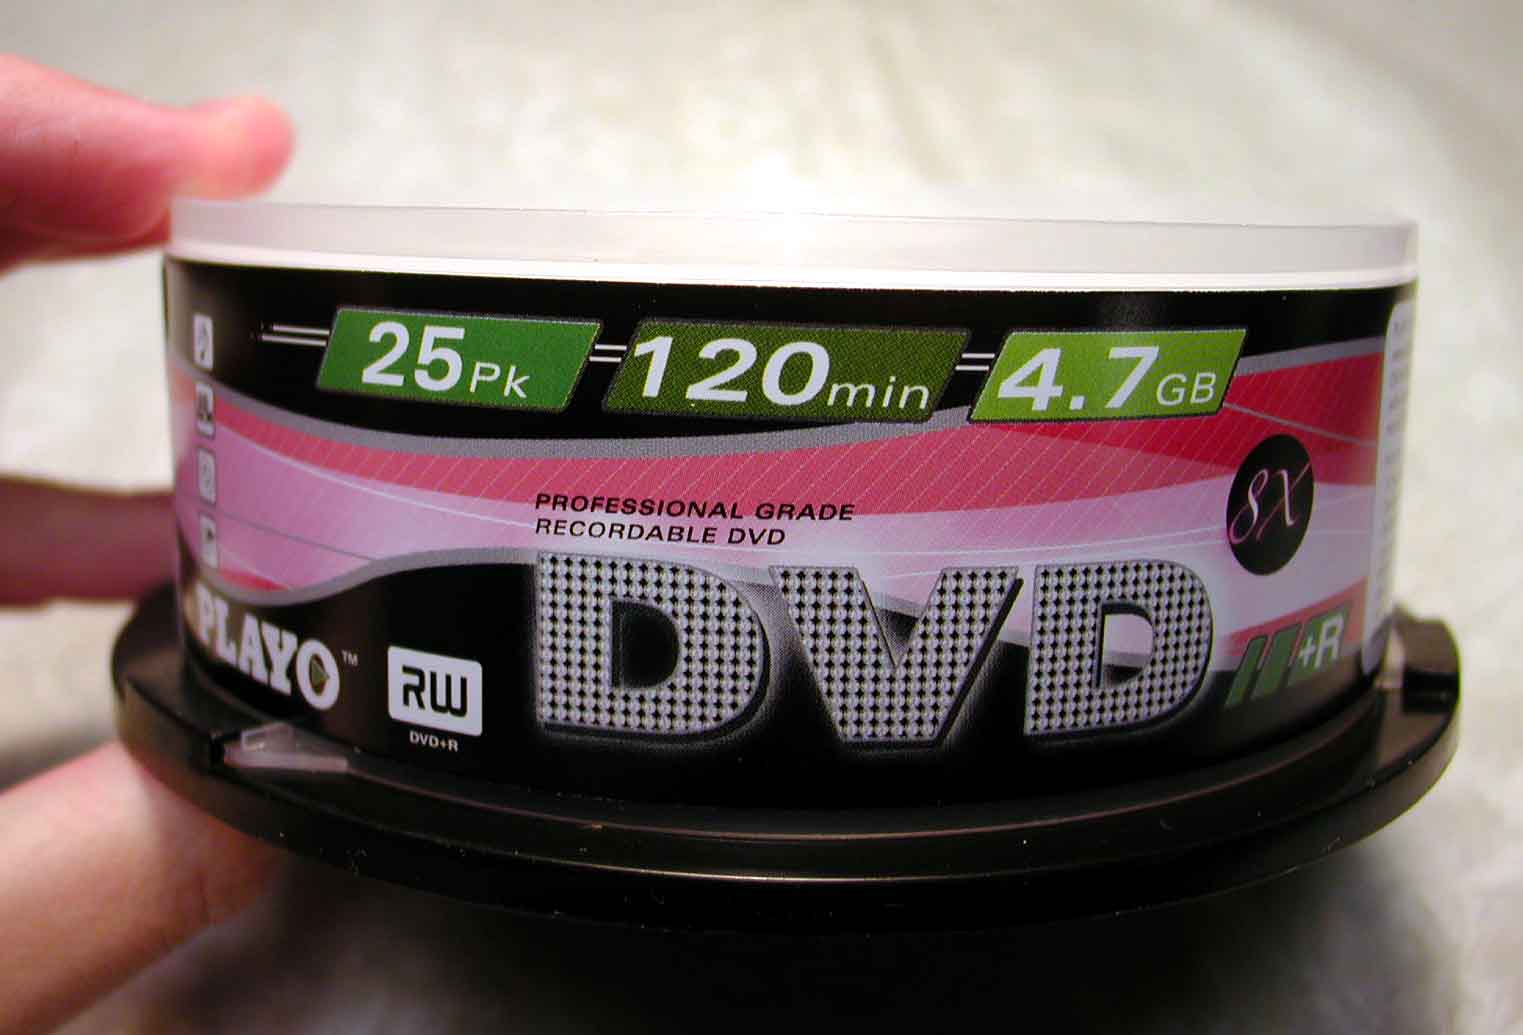 25Pk 120min 4.7GB
8X
PROFESSIONAL GRADE
RECORDABLE DVD
DVD
+R
PLAYO™
RW
DVD+R